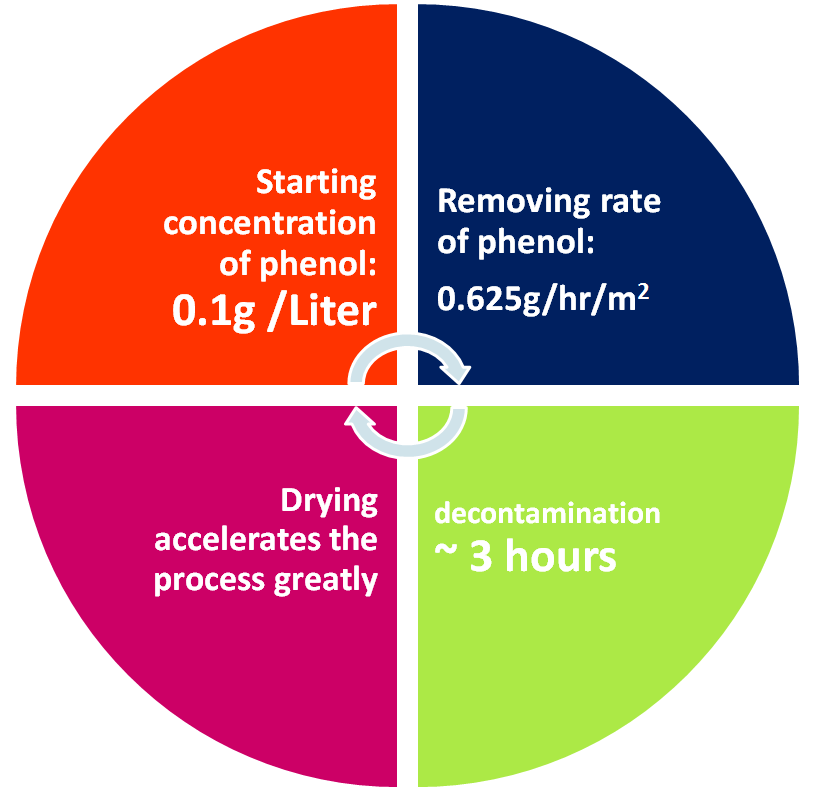 Starting
concentration
of phenol:
0.1g /Liter
Removing rate
of phenol:
0.625g/hr/m²
decontamination
~ 3 hours
Drying
accelerates the
process greatly